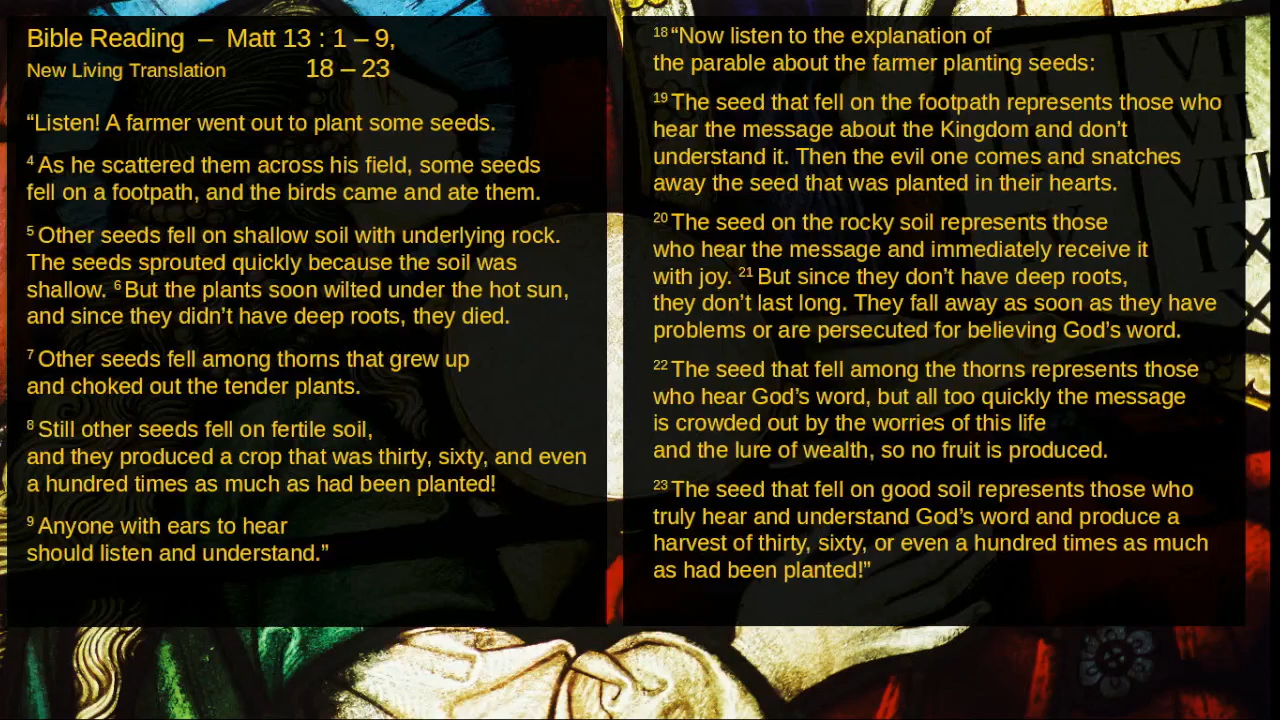 Bible Reading – Matt 13 : 1 – 9,
New Living Translation 18 – 23
“Listen! A farmer went out to plant some seeds.
4 As he scattered them across his field, some seeds
fell on a footpath, and the birds came and ate them.
5 Other seeds fell on shallow soil with underlying rock.
The seeds sprouted quickly because the soil was
shallow. 6 But the plants soon wilted under the hot sun,
and since they didn’t have deep roots, they died.
7 Other seeds fell among thorns that grew up
and choked out the tender plants.
8 Still other seeds fell on fertile soil,
and they produced a crop that was thirty, sixty, and even
a hundred times as much as had been planted!
9 Anyone with ears to hear
should listen and understand.”
18 “Now listen to the explanation of
the parable about the farmer planting seeds:
19 The seed that fell on the footpath represents those who
hear the message about the Kingdom and don’t
understand it. Then the evil one comes and snatches
away the seed that was planted in their hearts.
20 The seed on the rocky soil represents those
who hear the message and immediately receive it
with joy. 21 But since they don’t have deep roots,
they don’t last long. They fall away as soon as they have
problems or are persecuted for believing God’s word.
22 The seed that fell among the thorns represents those
who hear God’s word, but all too quickly the message
is crowded out by the worries of this life
and the lure of wealth, so no fruit is produced.
23 The seed that fell on good soil represents those who
truly hear and understand God’s word and produce a
harvest of thirty, sixty, or even a hundred times as much
as had been planted!”
VI
VII
VIII
IX
X